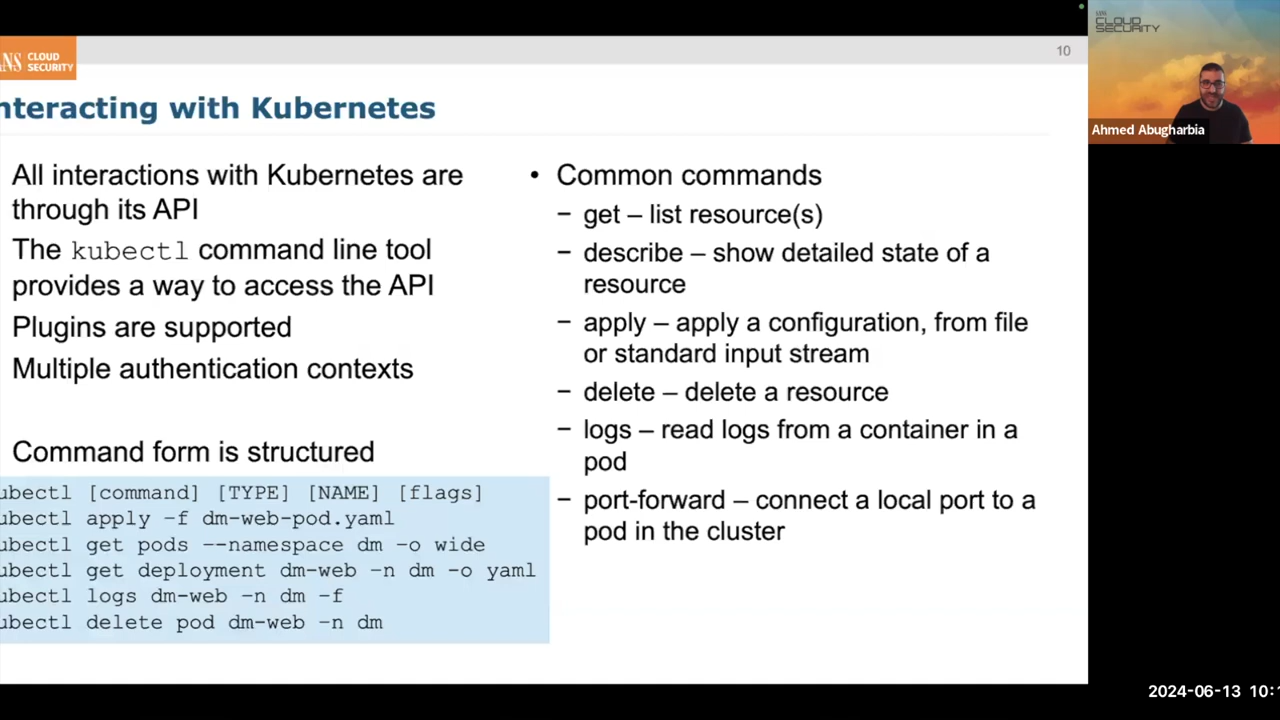 10
NS CLOUD
SECURITY
nteracting with Kubernetes
All interactions with Kubernetes are
through its API
The kubectl command line tool
provides a way to access the API
Plugins are supported
Multiple authentication contexts
Command form is structured
ubectl [command] [TYPE] [NAME] [flags]
ubectl apply –f dm-web-pod.yaml
ubectl get pods --namespace dm –o wide
ubectl get deployment dm-web –n dm -o yaml
ubectl logs dm-web –n dm –f
ubectl delete pod dm-web –n dm
• Common commands
– get – list resource(s)
– describe – show detailed state of a
resource
– apply – apply a configuration, from file
or standard input stream
– delete – delete a resource
– logs – read logs from a container in a
pod
– port-forward – connect a local port to a
pod in the cluster
CLOUD
SECURITY
Ahmed Abugharbia
2024-06-13 10:1